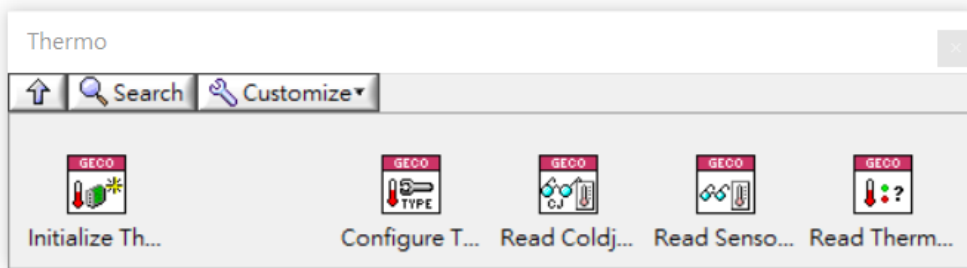 Thermo
Search Customize
GECO GECO GECO GECO GECO
TYPE CJ ?
Initialize Th... Configure T... Read Coldj... Read Senso... Read Therm...